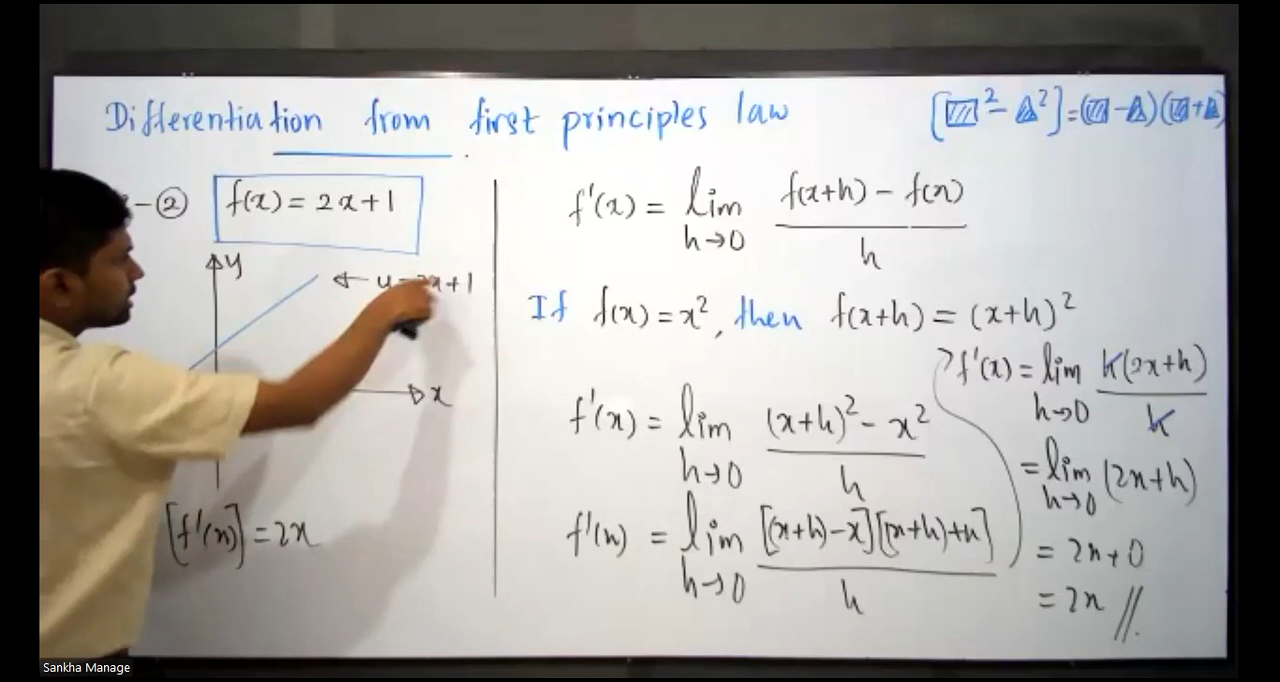 Differentiation from first principles law
[▨² - △²] = (▨ - △)(▨ + △)
- ② f(x) = 2x+1
y
x+1
x
[f'(x)] = 2x
f'(x) = lim h→0 f(x+h) - f(x) / h
If f(x) = x², then f(x+h) = (x+h)²
f'(x) = lim h→0 (x+h)² - x² / h
f'(x) = lim h→0 [(x+h)-x][(x+h)+x] / h
f'(x) = lim h→0 h(2x+h) / h
= lim h→0 (2x+h)
= 2x+0
= 2x //
Sankha Manage